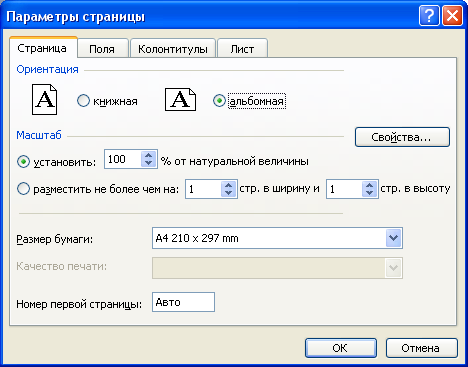 Параметры страницы
Страница Поля Колонтитулы Лист
Ориентация
A книжная A альбомная
Масштаб
Свойства...
установить: 100 % от натуральной величины
разместить не более чем на: 1 стр. в ширину и 1 стр. в высоту
Размер бумаги: A4 210 x 297 mm
Качество печати:
Номер первой страницы: Авто
OK Отмена